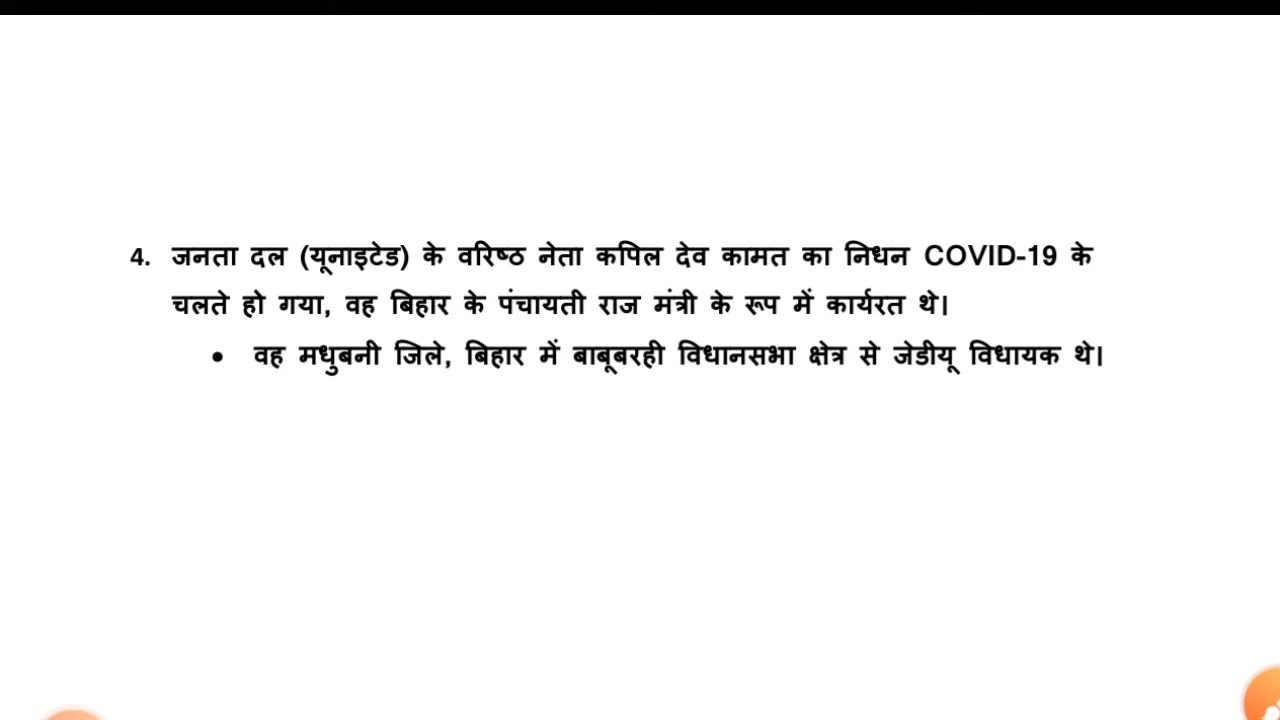 4. जनता दल (यूनाइटेड) के वरिष्ठ नेता कपिल देव कामत का निधन COVID-19 के
चलते हो गया, वह बिहार के पंचायती राज मंत्री के रूप में कार्यरत थे।
• वह मधुबनी जिले, बिहार में बाबूबरही विधानसभा क्षेत्र से जेडीयू विधायक थे।